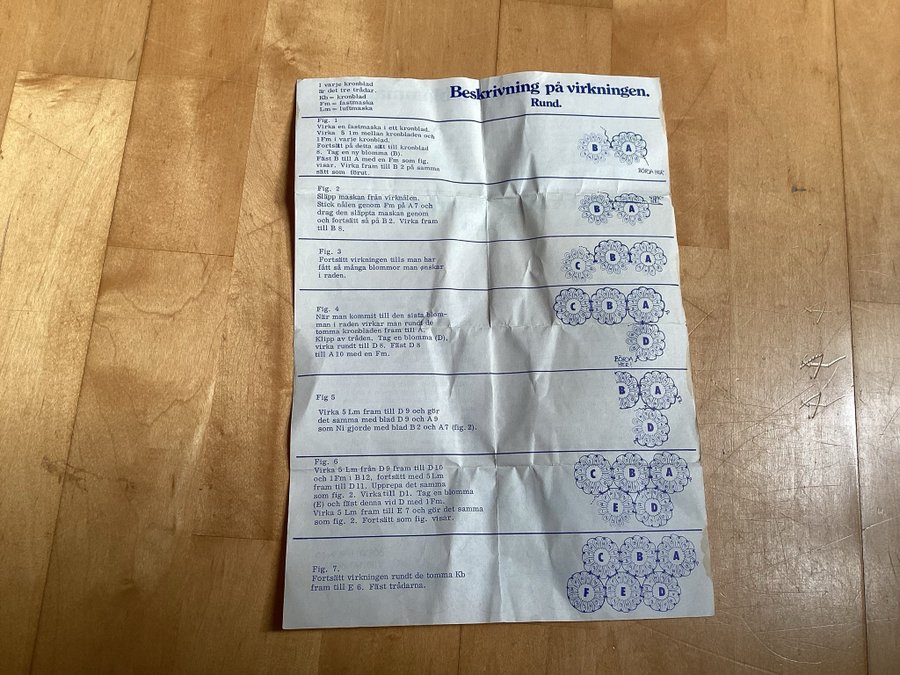 I varje kronblad
är det tre trådar.
Kb = kronblad
Fm = fastmaska
Lm = luftmaska
Beskrivning på virkningen.
Rund.
Fig. 1
Virka en fastmaska i ett kronblad.
Virka 5 lm mellan kronbladen och
1Fm i varje kronblad.
Fortsätt på detta sätt till kronblad
8. Tag en ny blomma (B).
Fäst B till A med en Fm som fig.
visar. Virka fram till B 2 på samma
sätt som förut.
B A
BÖRJA HÄR
Fig. 2
Släpp maskan från virknålen.
Stick nålen genom Fm på A 7 och
drag den släppta maskan genom
och fortsätt så på B 2. Virka fram
till B 8.
B A
Fig. 3
Fortsätt virkningen tills man har
fått så många blommor man önskar
i raden.
C B A
Fig. 4
När man kommit till den sista blom-
man i raden virkar man runt de
tomma kronbladen fram till A.
Klipp av tråden. Tag en blomma (D),
virka rundt till D 8. Fäst D 8
till A 10 med en Fm.
C B A
D
BÖRJA
HÄR!
Fig 5
Virka 5 Lm fram till D 9 och gör
det samma med blad D 9 och A 9
som Ni gjorde med blad B 2 och A 7 (fig. 2).
B A
D
Fig. 6
Virka 5 Lm från D 9 fram till D 10
och 1Fm i B 12, fortsätt med 5 Lm
fram till D 11. Upprepa det samma
som fig. 2. Virka till D1. Tag en blomma
(E) och fäst denna vid D med 1Fm.
Virka 5 Lm fram till E 7 och gör det samma
som fig. 2. Fortsätt som fig. visar.
C B A
E D
Fig. 7.
Fortsätt virkningen rundt de tomma Kb
fram till E 6. Fäst trådarna.
C B A
F E D